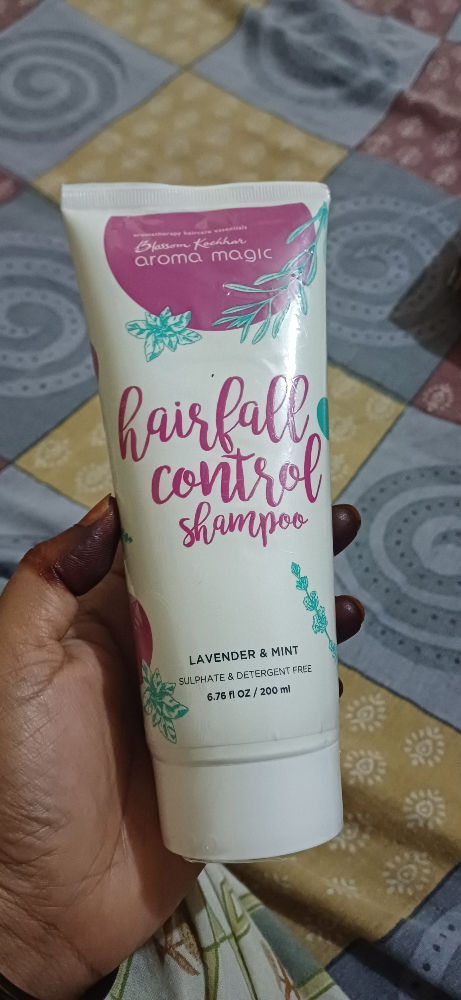 aromatherapy haircare essentials
Blossom Kochhar
aroma magic
hairfall
control
shampoo
LAVENDER & MINT
SULPHATE & DETERGENT FREE
6.76 fl OZ / 200 ml